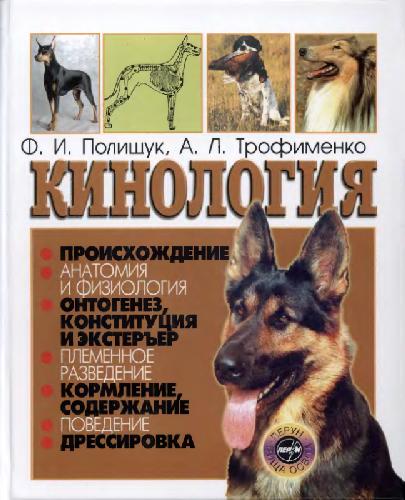 Ф. И. Полищук, А. Л. Трофименко
КИНОЛОГИЯ
ПРОИСХОЖДЕНИЕ
АНАТОМИЯ
И ФИЗИОЛОГИЯ
ОНТОГЕНЕЗ,
КОНСТИТУЦИЯ
И ЭКСТЕРЬЕР
ПЛЕМЕННОЕ
РАЗВЕДЕНИЕ
КОРМЛЕНИЕ,
СОДЕРЖАНИЕ
ПОВЕДЕНИЕ
ДРЕССИРОВКА